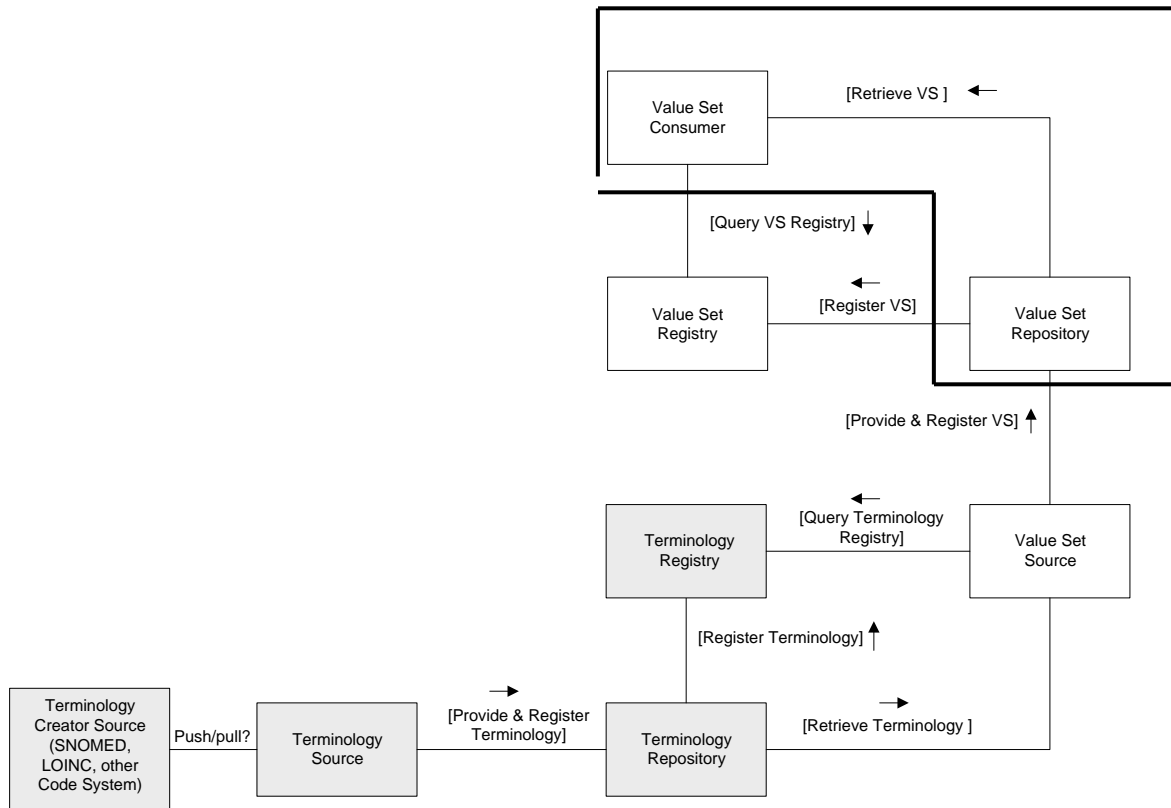 [Retrieve VS ]
Value Set
Consumer
[Query VS Registry]
[Register VS]
Value Set
Registry
Value Set
Repository
[Provide & Register VS]
[Query Terminology
Registry]
Terminology
Registry
Value Set
Source
[Register Terminology]
Terminology
Creator Source
(SNOMED,
LOINC, other
Code System)
Push/pull?
Terminology
Source
[Provide & Register
Terminology]
Terminology
Repository
[Retrieve Terminology ]